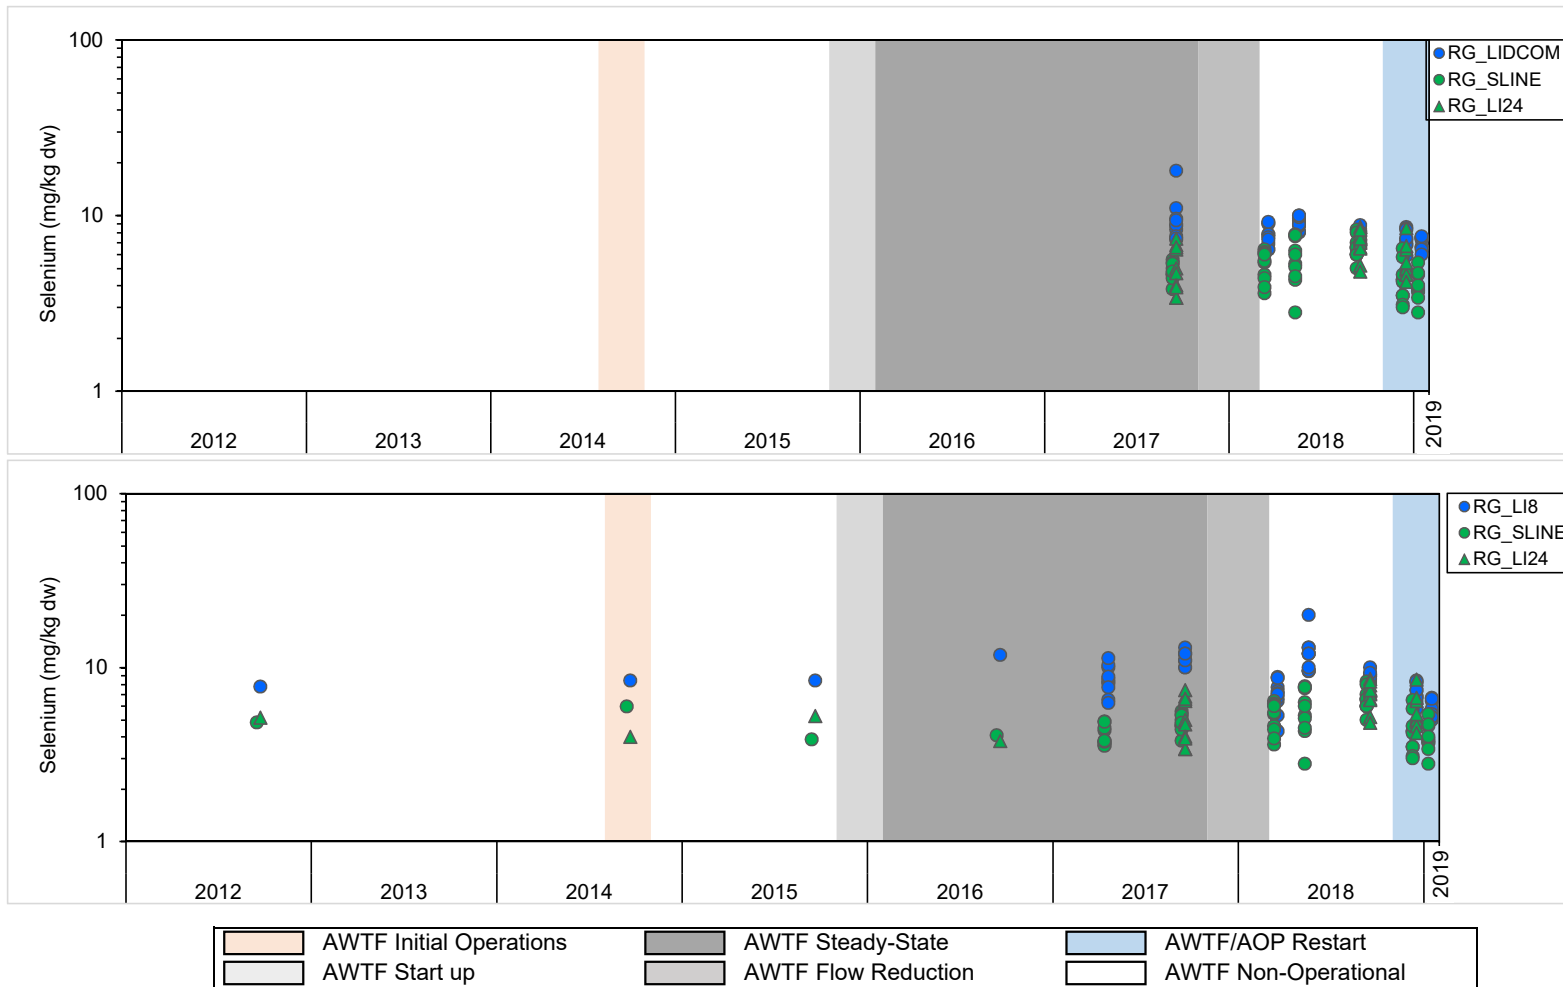 100
10
1
Selenium (mg/kg dw)
RG_LIDCOM
RG_SLINE
RG_LI24
2012 2013 2014 2015 2016 2017 2018 2019
100
10
1
Selenium (mg/kg dw)
RG_LI8
RG_SLINE
RG_LI24
2012 2013 2014 2015 2016 2017 2018 2019
AWTF Initial Operations AWTF Steady-State AWTF/AOP Restart
AWTF Start up AWTF Flow Reduction AWTF Non-Operational